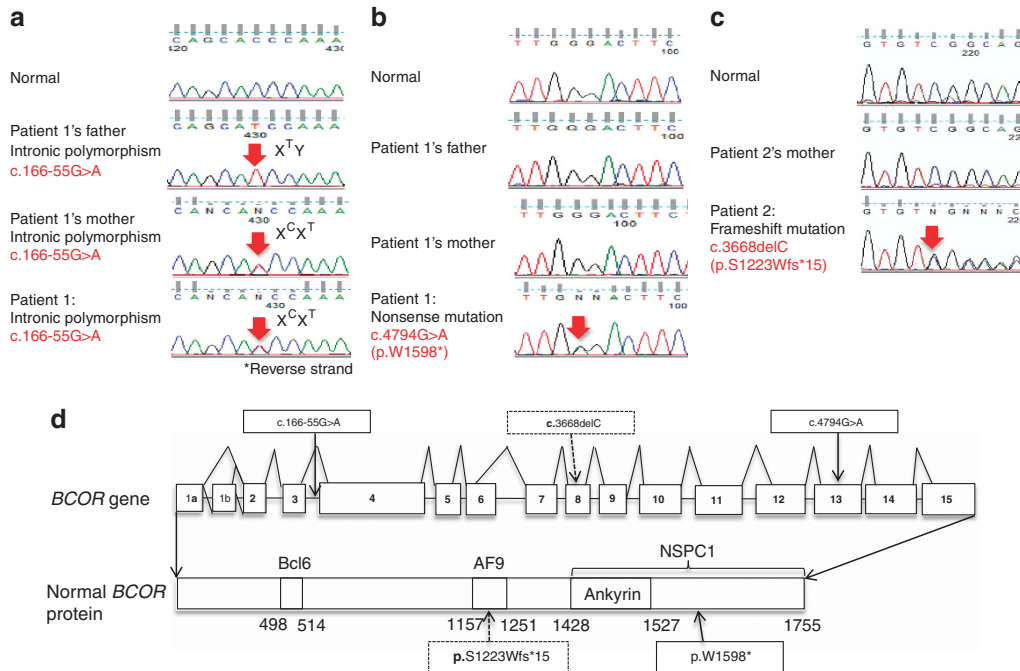 a
C A G C A C C C A A A
420
430
Normal
C A G C A T C C A A A
430
Patient 1's father
Intronic polymorphism
c.166-55G>A
XᵀY
C A N C A N C C A A A
430
Patient 1's mother
Intronic polymorphism
c.166-55G>A
XᶜXᵀ
C A N C A N C C A A A
430
Patient 1:
Intronic polymorphism
c.166-55G>A
XᶜXᵀ
*Reverse strand
b
T T G G G A C T T C
100
Normal
T T G G G A C T T C
100
Patient 1's father
T T G G G A C T T C
100
Patient 1's mother
T T G N N A C T T C
100
Patient 1:
Nonsense mutation
c.4794G>A
(p.W1598*)
c
G T G T C G G C A G
220
Normal
G T G T C G G C A G
Patient 2's mother
G T G T N G N N N C
Patient 2:
Frameshift mutation
c.3668delC
(p.S1223Wfs*15)
d
c.166-55G>A
c.3668delC
c.4794G>A
BCOR gene
1a 1b 2 3 4 5 6 7 8 9 10 11 12 13 14 15
NSPC1
Bcl6 AF9
Normal BCOR
protein
Ankyrin
498 514 1157 1251 1428 1527 1755
p.S1223Wfs*15
p.W1598*